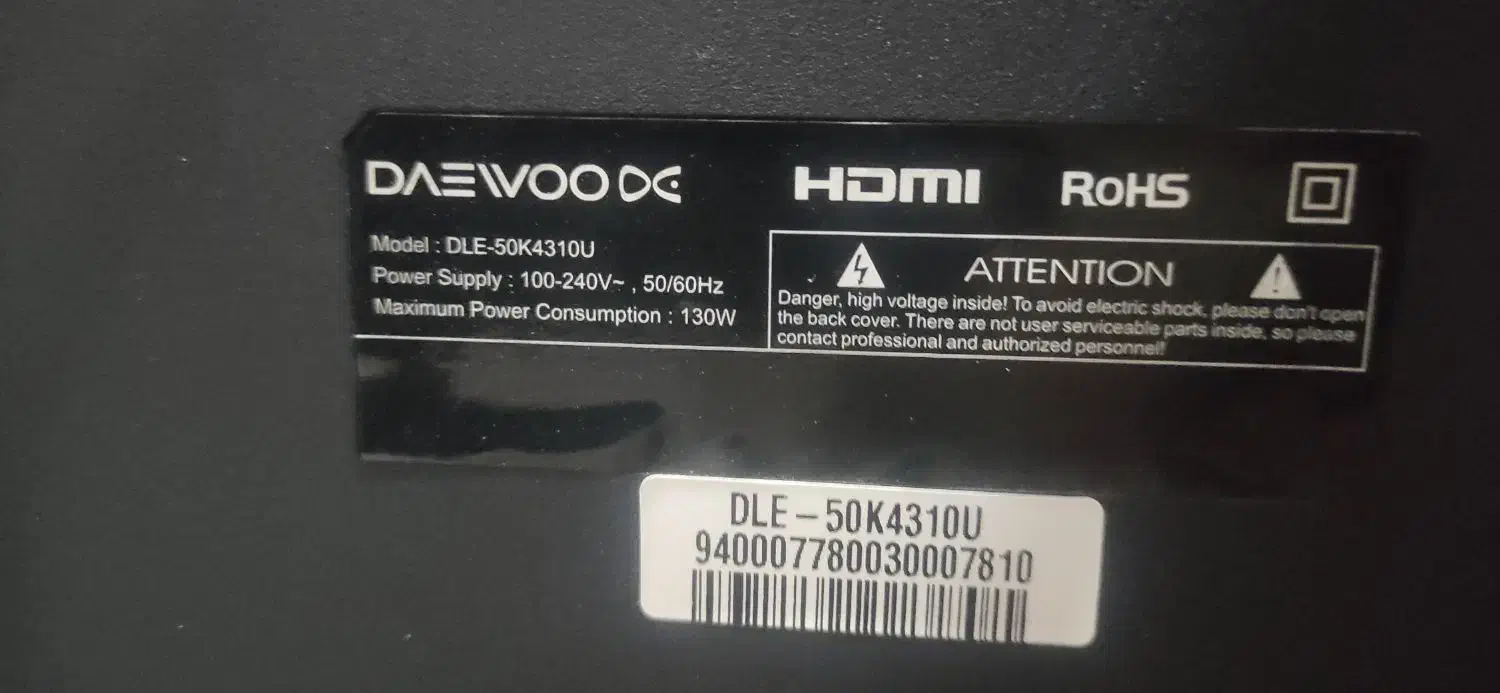 DAEWOO
HDMI
RoHS
Model : DLE-50K4310U
Power Supply : 100-240V~ , 50/60Hz
Maximum Power Consumption : 130W
ATTENTION
Danger, high voltage inside! To avoid electric shock, please don't open
the back cover. There are not user serviceable parts inside, so please
contact professional and authorized personnel!
DLE-50K4310U
940007780030007810